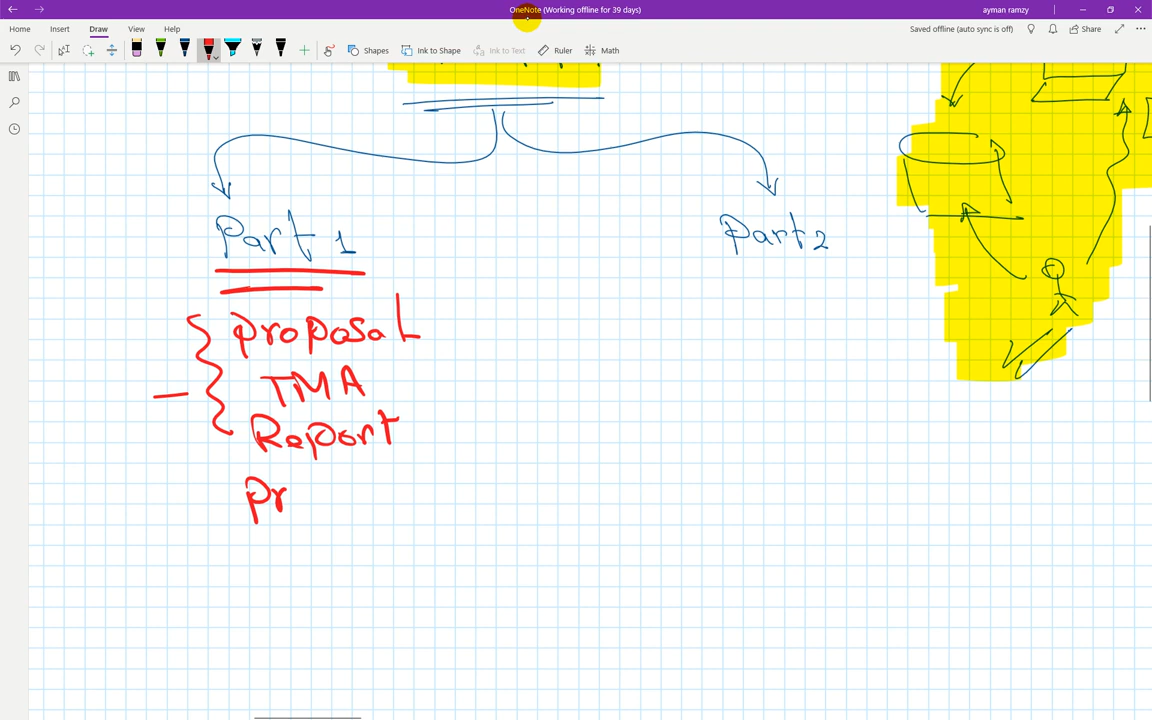 OneNote (Working offline for 39 days)
ayman ramzy
Home Insert Draw View Help
Saved offline (auto sync is off) Share
Shapes Ink to Shape Ink to Text Ruler Math
Part 1 Part 2
proposal
TMA
Report
pr